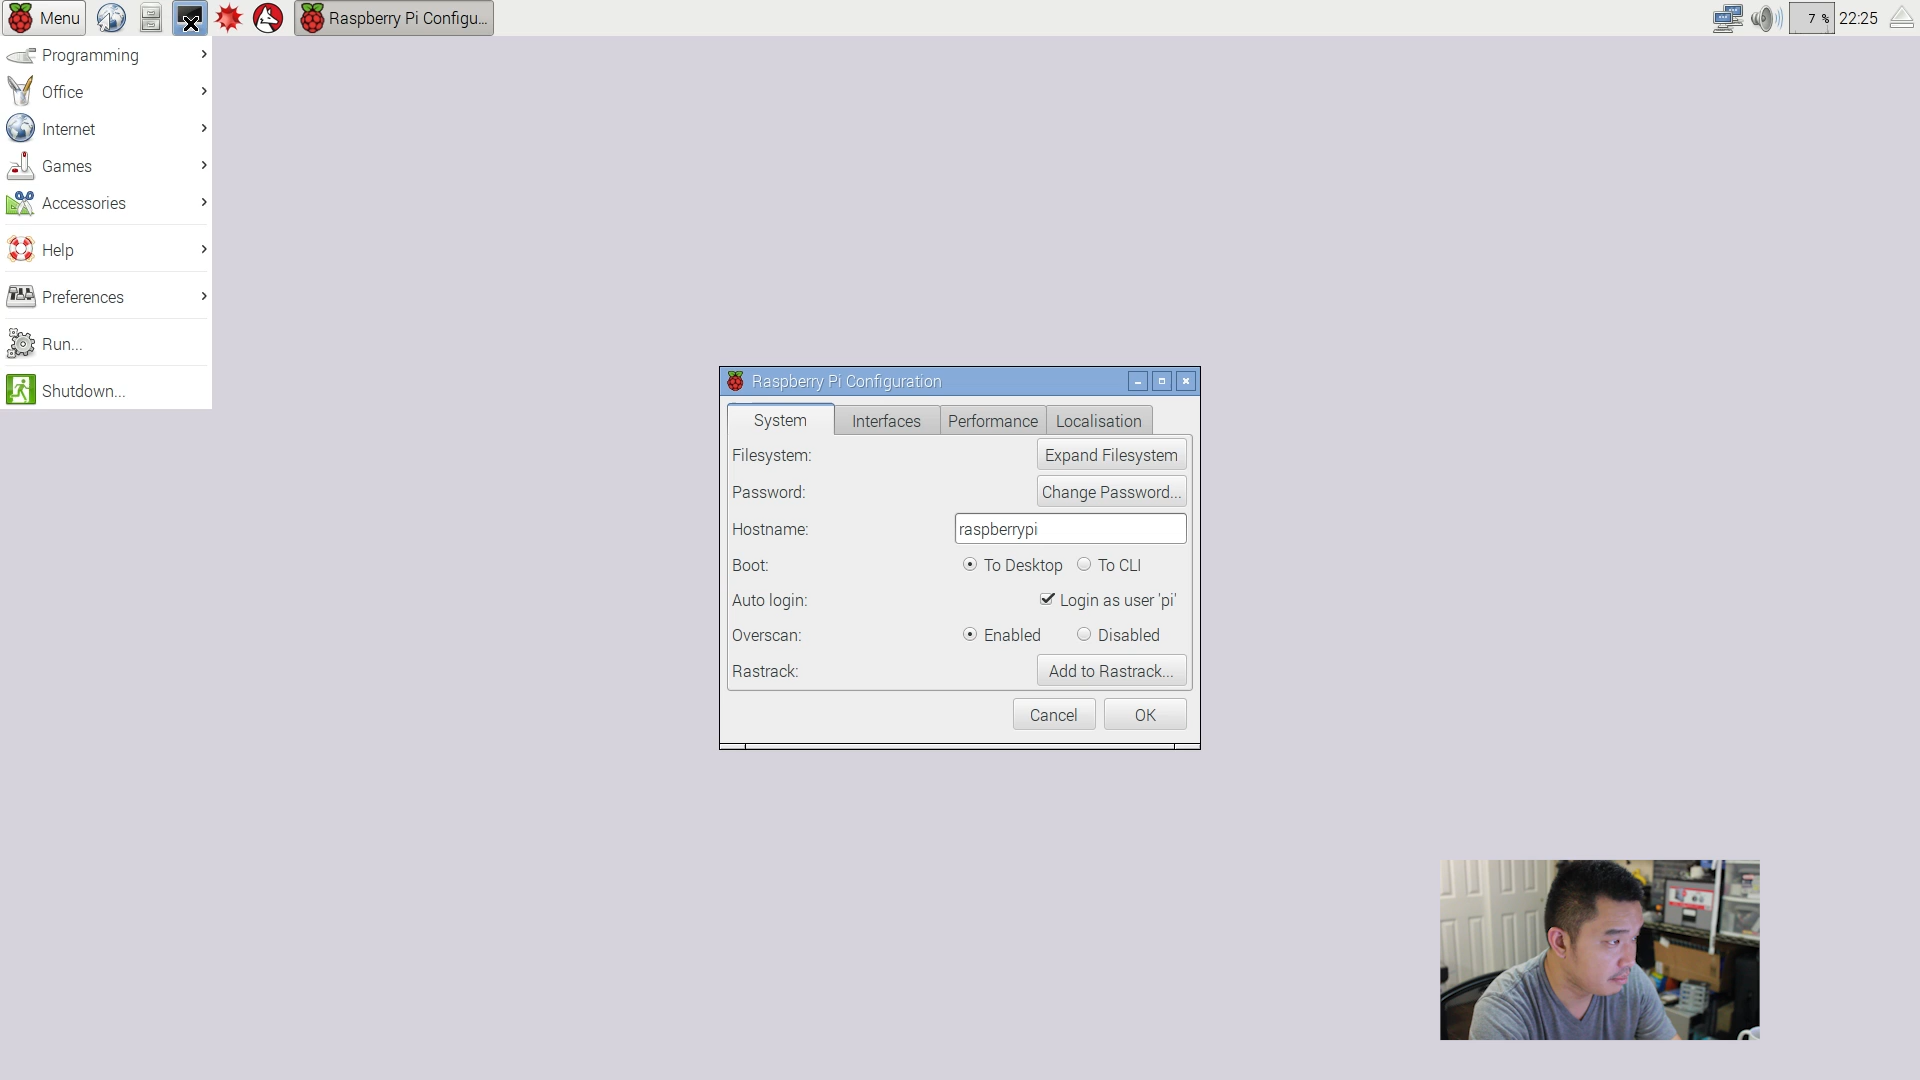 Menu
Raspberry Pi Configu...
7 %
22:25
Programming
Office
Internet
Games
Accessories
Help
Preferences
Run...
Shutdown...
Raspberry Pi Configuration
System
Interfaces
Performance
Localisation
Filesystem:
Expand Filesystem
Password:
Change Password...
Hostname:
raspberrypi
Boot:
To Desktop
To CLI
Auto login:
Login as user 'pi'
Overscan:
Enabled
Disabled
Rastrack:
Add to Rastrack...
Cancel
OK